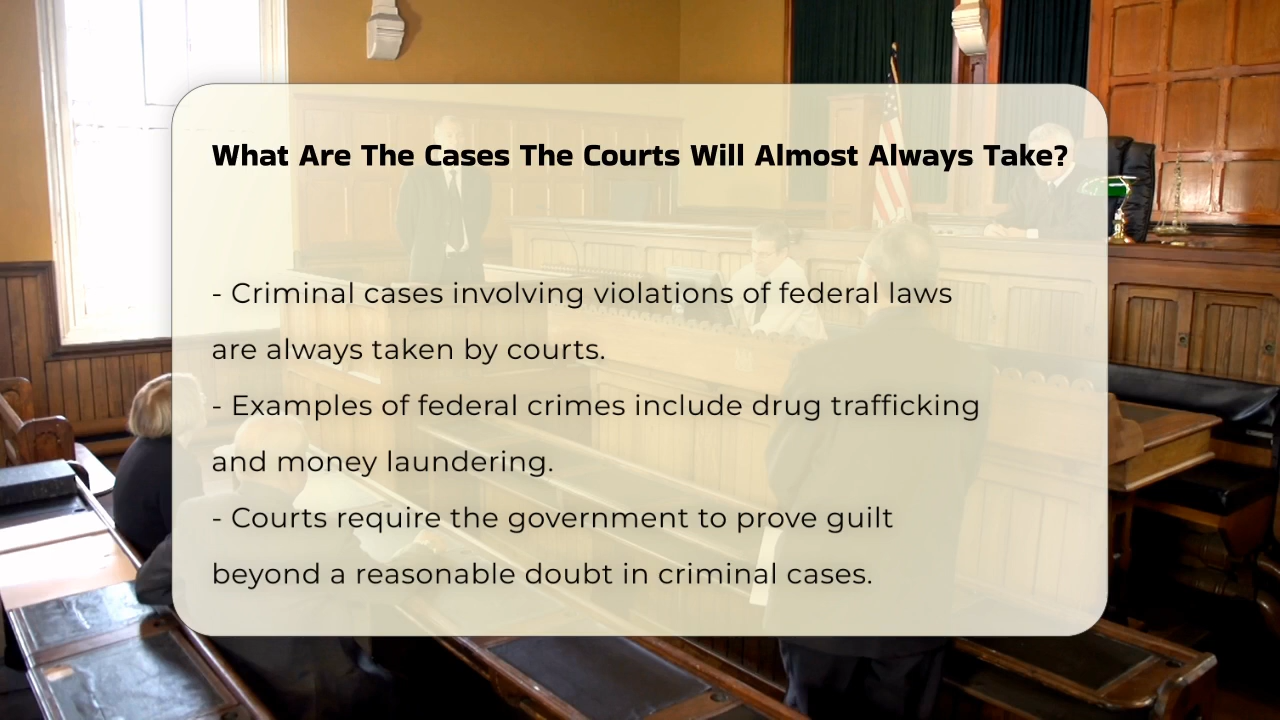 What Are The Cases The Courts Will Almost Always Take?
- Criminal cases involving violations of federal laws
are always taken by courts.
- Examples of federal crimes include drug trafficking
and money laundering.
- Courts require the government to prove guilt
beyond a reasonable doubt in criminal cases.